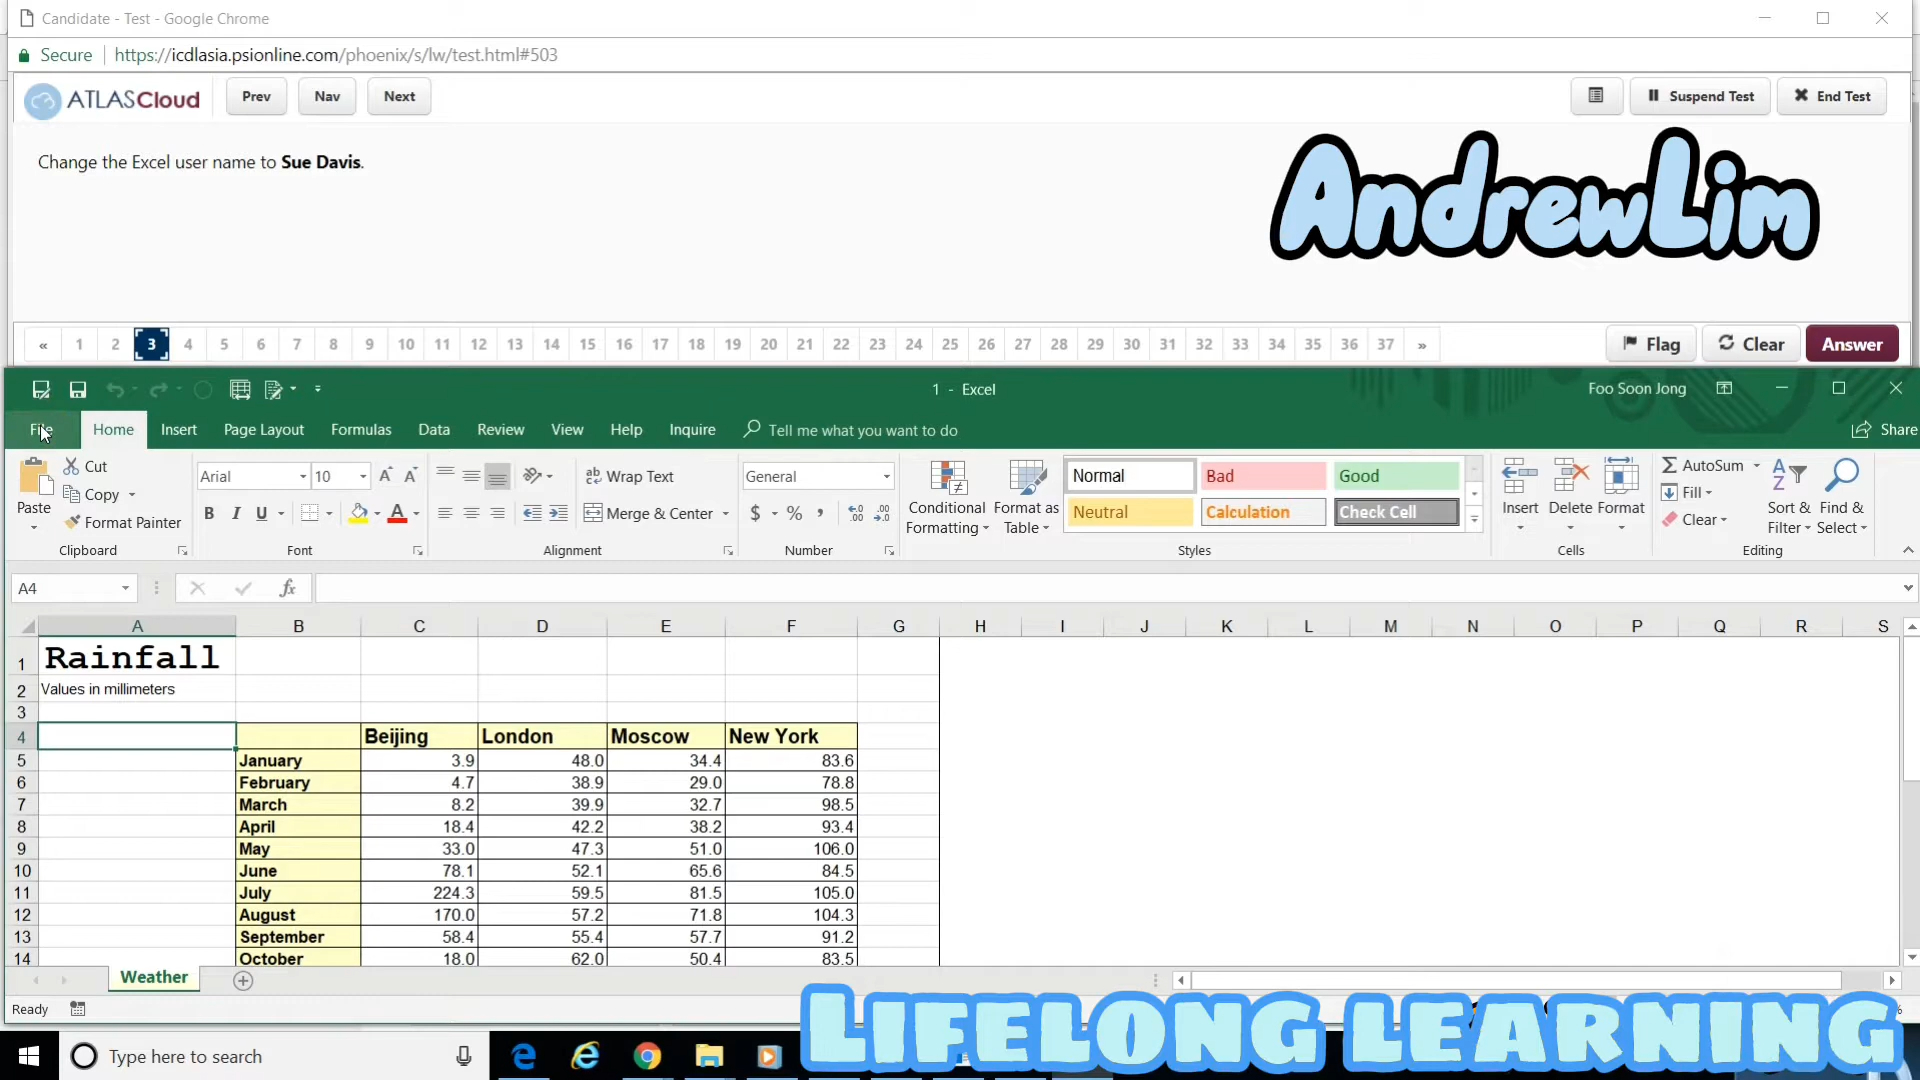 Candidate - Test - Google Chrome
Secure https://icdlasia.psionline.com/phoenix/s/lw/test.html#503
ATLASCloud Prev Nav Next Suspend Test End Test
Change the Excel user name to Sue Davis.
AndrewLim
« 1 2 3 4 5 6 7 8 9 10 11 12 13 14 15 16 17 18 19 20 21 22 23 24 25 26 27 28 29 30 31 32 33 34 35 36 37 » Flag Clear Answer
1 - Excel Foo Soon Jong
File Home Insert Page Layout Formulas Data Review View Help Inquire Tell me what you want to do Share
Paste Cut Copy Format Painter Clipboard
Arial 10 B I U A Font
Wrap Text Merge & Center Alignment
General $ % , Number
Conditional Formatting Format as Table
Normal Bad Good
Neutral Calculation Check Cell
Styles
Insert Delete Format Cells
AutoSum Fill Clear Sort & Filter Find & Select Editing
A4 fx
A B C D E F G H I J K L M N O P Q R S
1 Rainfall
2 Values in millimeters
3
4 Beijing London Moscow New York
5 January 3.9 48.0 34.4 83.6
6 February 4.7 38.9 29.0 78.8
7 March 8.2 39.9 32.7 98.5
8 April 18.4 42.2 38.2 93.4
9 May 33.0 47.3 51.0 106.0
10 June 78.1 52.1 65.6 84.5
11 July 224.3 59.5 81.5 105.0
12 August 170.0 57.2 71.8 104.3
13 September 58.4 55.4 57.7 91.2
14 October 18.0 62.0 50.4 83.5
Weather
Ready
LIFELONG LEARNING
Type here to search